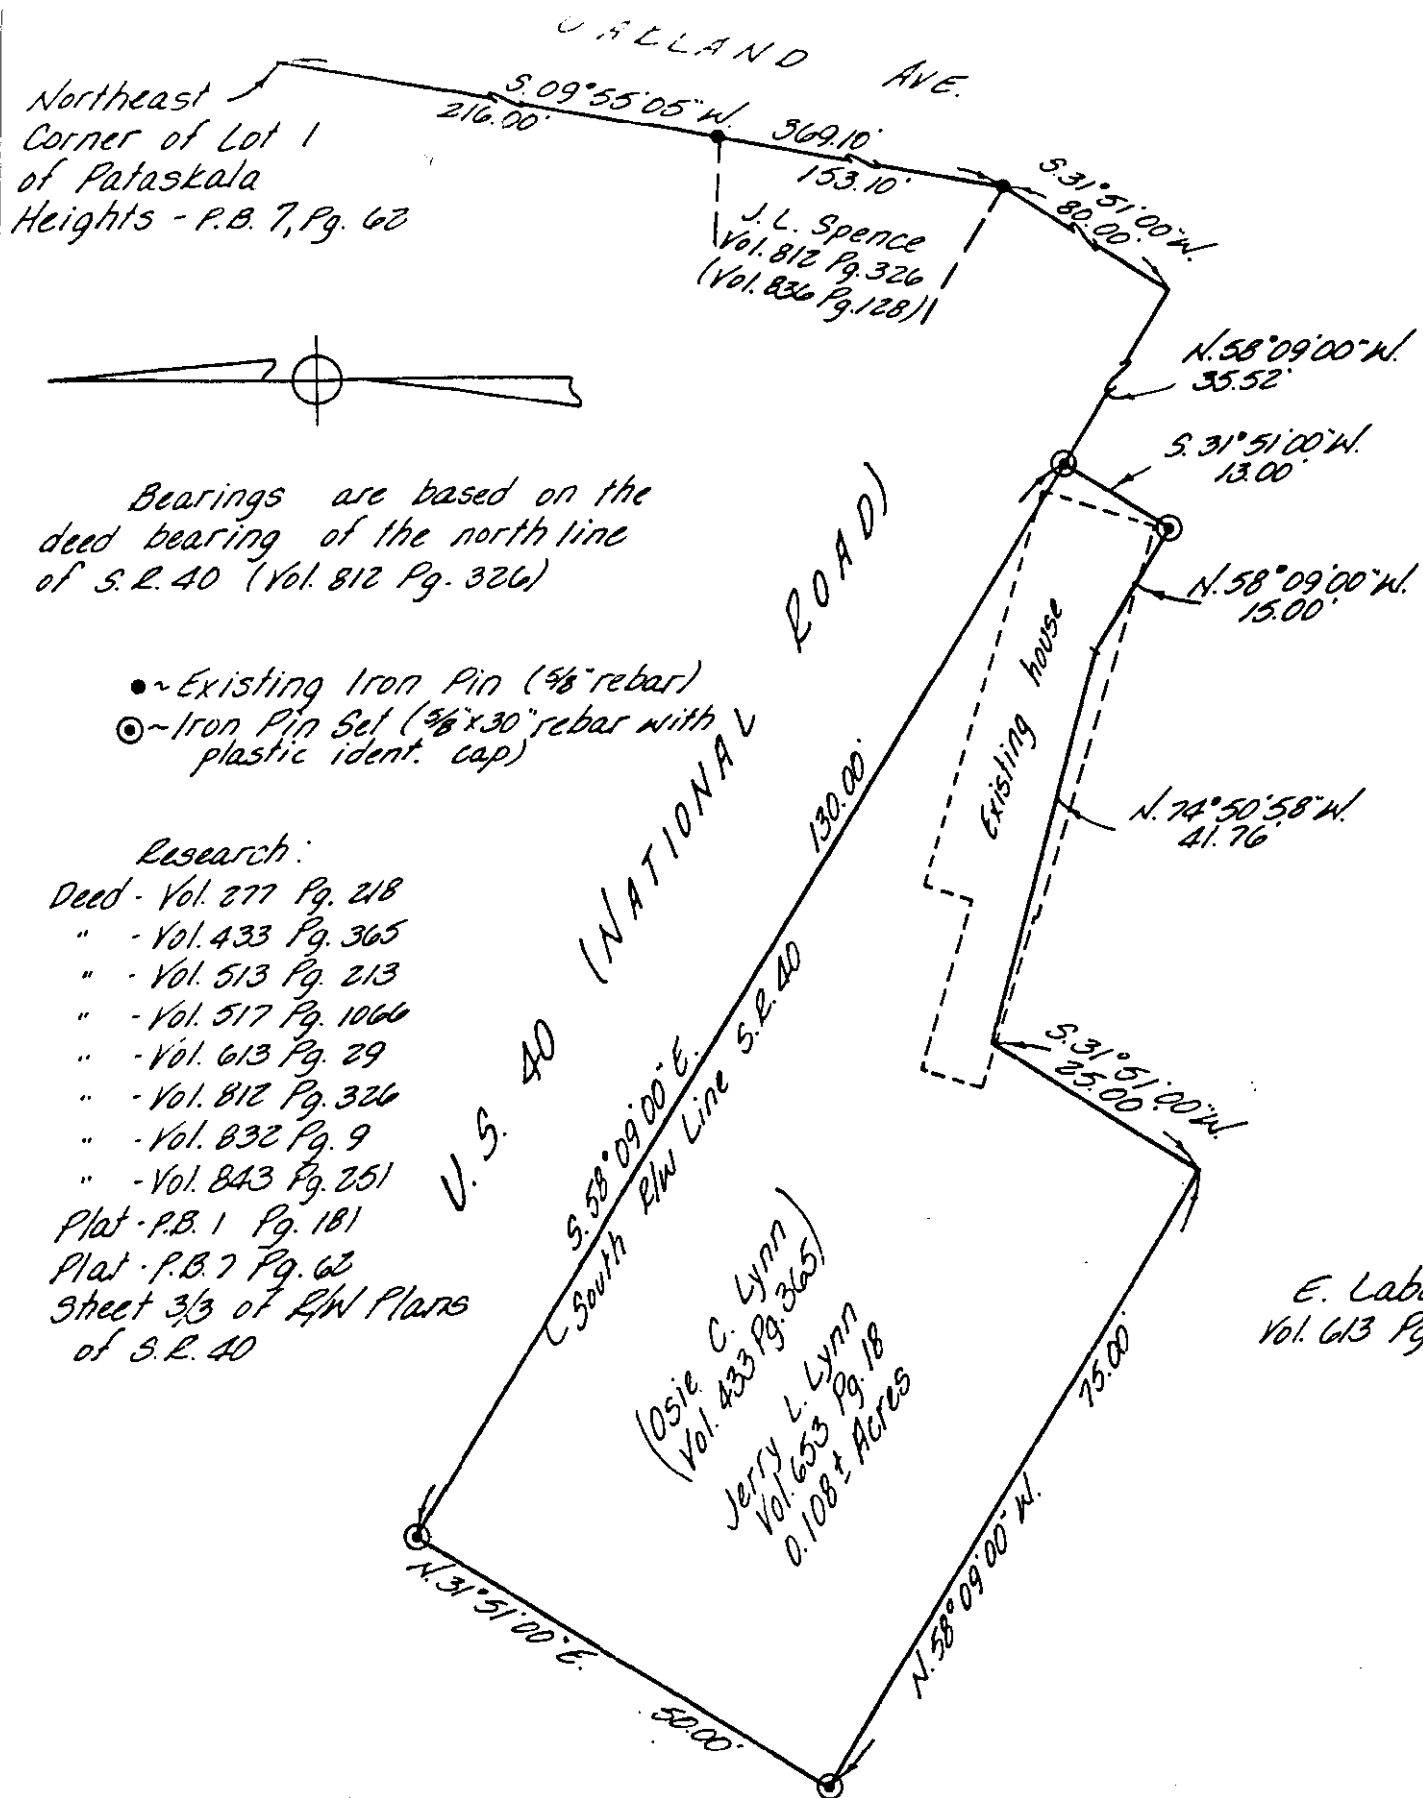 OAKLAND AVE.
Northeast
Corner of Lot 1
of Pataskala
Heights - P.B. 7, Pg. 62
S. 09° 55' 05" W.
216.00'
369.10'
153.10'
S. 31° 51' 00" W.
80.00'
J. L. Spence
Vol. 812 Pg. 326
(Vol. 836 Pg. 128)
N. 58° 09' 00" W.
35.52'
S. 31° 51' 00" W.
13.00'
Bearings are based on the
deed bearing of the north line
of S.R. 40 (Vol. 812 Pg. 326)
N. 58° 09' 00" W.
15.00'
● ~ Existing Iron Pin (5/8" rebar)
◉ ~ Iron Pin Set (5/8" x 30" rebar with
plastic ident. cap)
U.S. 40 (NATIONAL ROAD)
Existing house
130.00'
N. 74° 50' 58" W.
41.76'
Research:
Deed - Vol. 277 Pg. 218
" - Vol. 433 Pg. 365
" - Vol. 513 Pg. 213
" - Vol. 517 Pg. 1066
" - Vol. 613 Pg. 29
" - Vol. 812 Pg. 326
" - Vol. 832 Pg. 9
" - Vol. 843 Pg. 251
Plat - P.B. 1 Pg. 181
Plat - P.B. 7 Pg. 62
Sheet 3/3 of R/W Plans
of S.R. 40
S. 58° 09' 00" E.
South R/W Line S.R. 40
S. 31° 51' 00" W.
25.00'
(Osie C. Lynn
Vol. 433 Pg. 365)
Jerry L. Lynn
Vol. 653 Pg. 18
0.108 ± Acres
E. Lab
Vol. 613 Pg
75.00'
N. 58° 09' 00" W.
N. 31° 51' 00" E.
50.00'